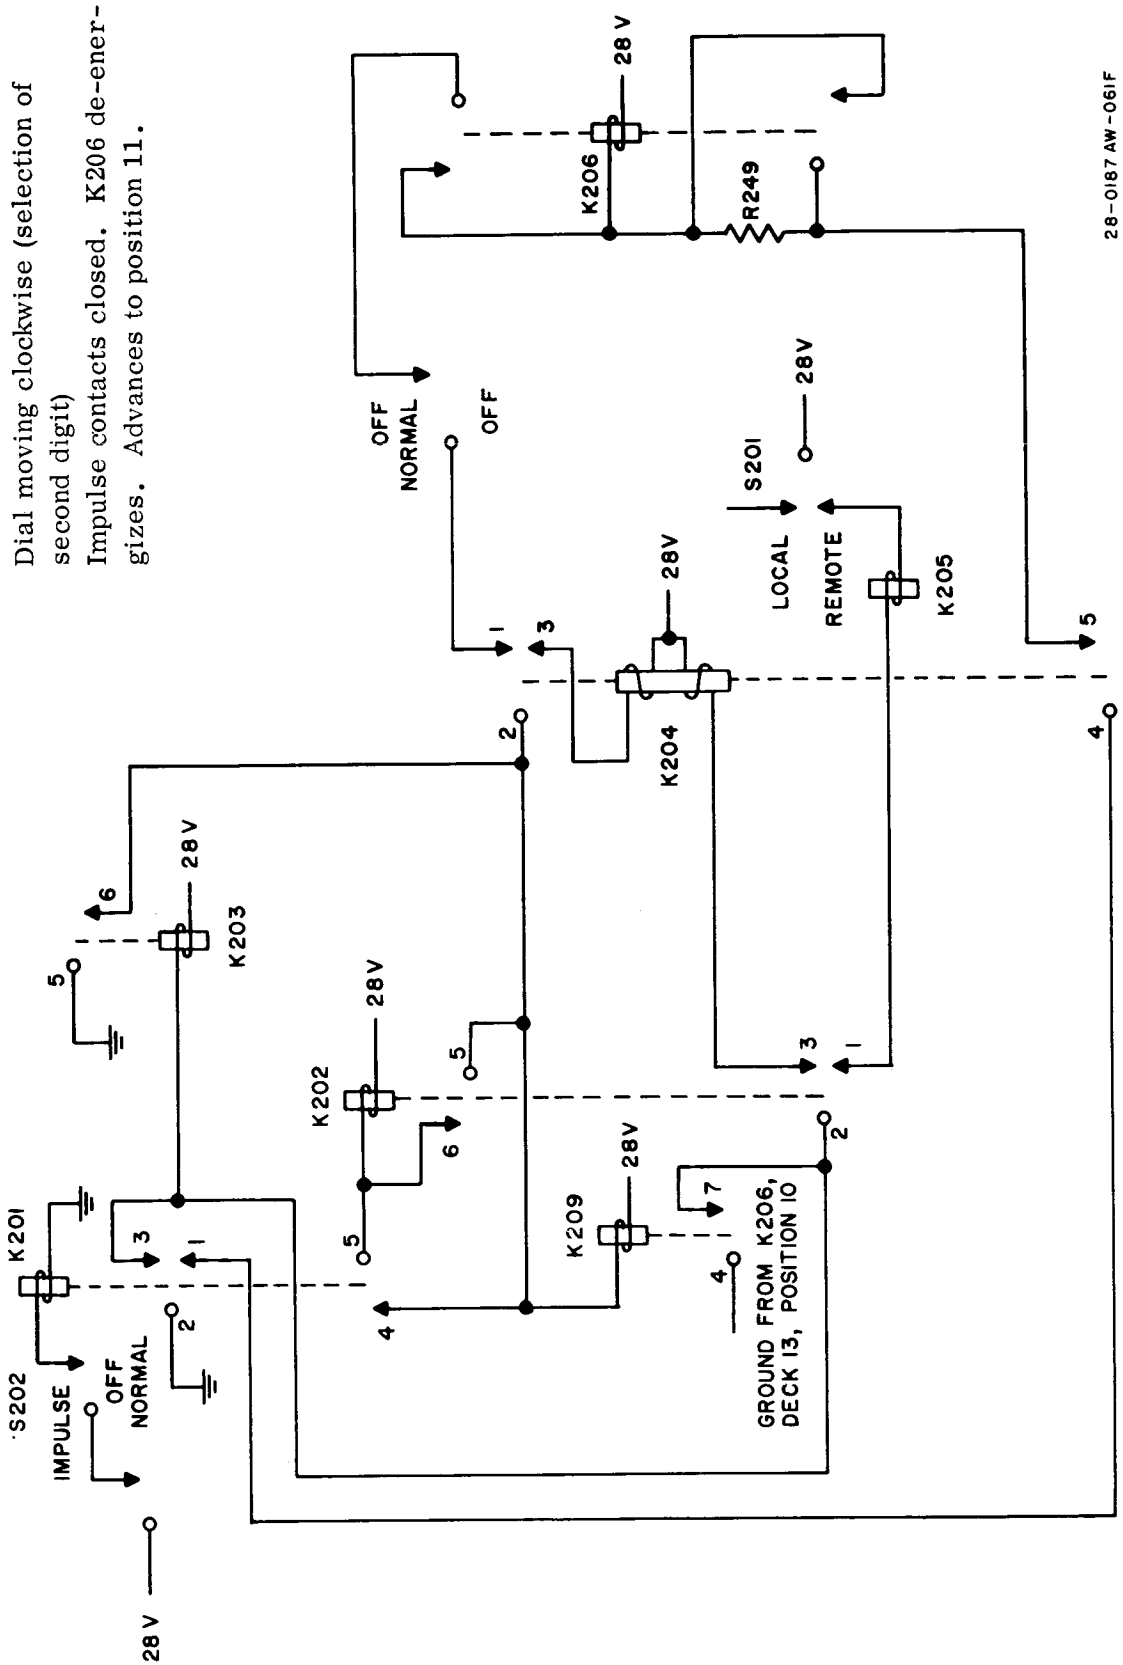 Dial moving clockwise (selection of
second digit)
Impulse contacts closed. K206 de-ener-
gizes. Advances to position 11.
28 V
S202
IMPULSE
OFF
NORMAL
K201
2
3
1
5
4
5
6
28V
K203
K202
28V
6
5
K209
28V
4
7
GROUND FROM K206,
DECK 13, POSITION 10
2
3
1
2
1
3
K204
28V
4
5
OFF
NORMAL
OFF
LOCAL
REMOTE
S201
28V
K205
K206
28 V
R249
28-0187 AW-061F